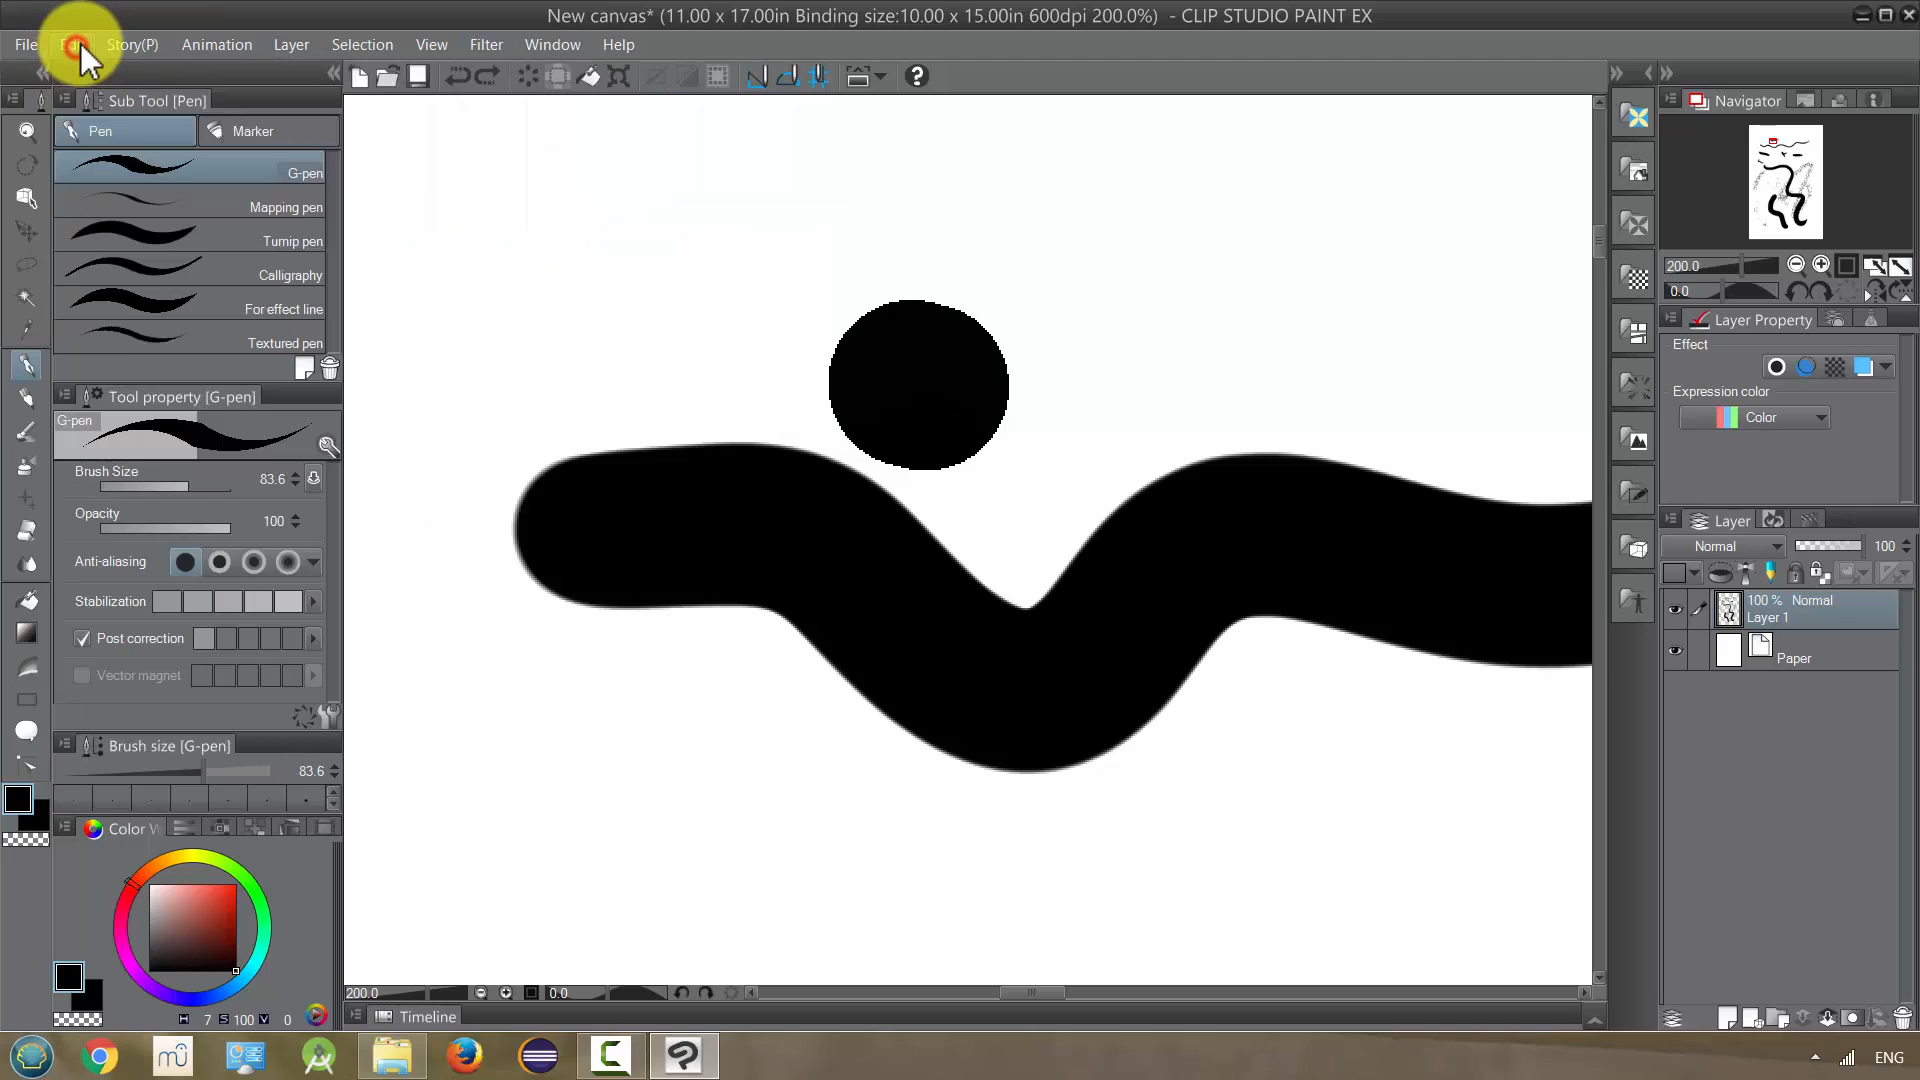 New canvas* (11.00 x 17.00in Binding size:10.00 x 15.00in 600dpi 200.0%) - CLIP STUDIO PAINT EX
File Story(P) Animation Layer Selection View Filter Window Help
Sub Tool [Pen]
Pen Marker
G-pen
Mapping pen
Turnip pen
Calligraphy
For effect line
Textured pen
Tool property [G-pen]
G-pen
Brush Size 83.6
Opacity 100
Anti-aliasing
Stabilization
Post correction
Vector magnet
Brush size [G-pen]
83.6
Color
H 7 S 100 V 0
200.0 0.0
Timeline
Navigator
200.0
0.0
Layer Property
Effect
Expression color
Color
Layer
Normal 100
100 % Normal
Layer 1
Paper
ENG